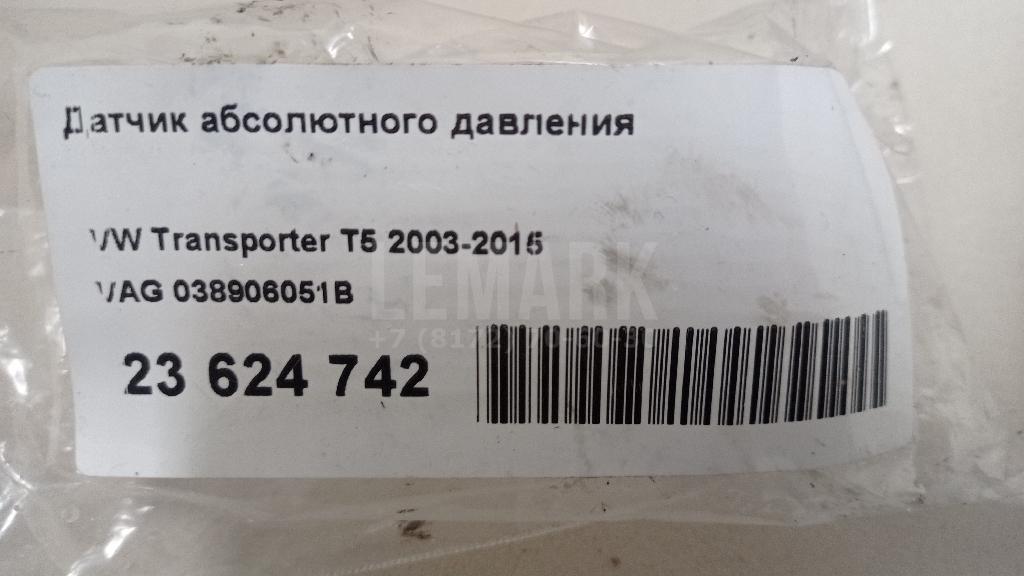 Датчик абсолютного давления
VW Transporter T5 2003-2015
VAG 038906051B
LEMARK
23 624 742